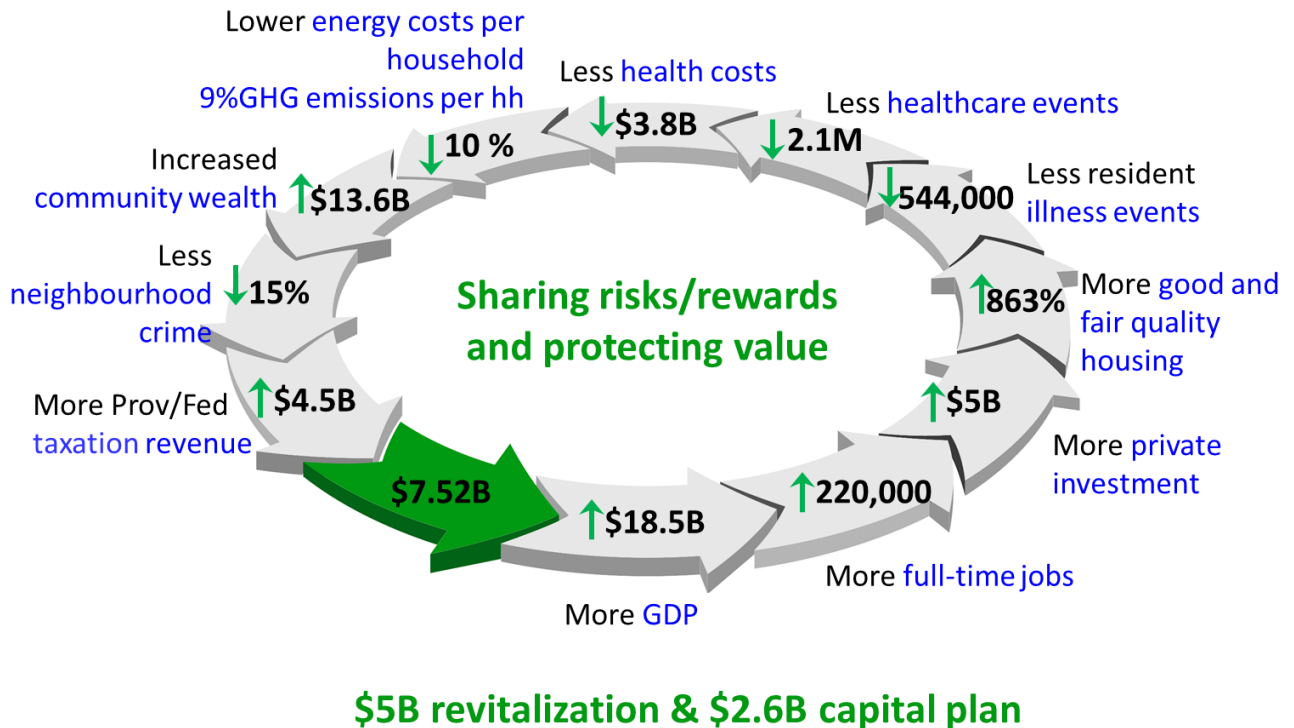 Lower energy costs per
household
9%GHG emissions per hh
10 %
Less health costs
$3.8B
Less healthcare events
2.1M
Less resident
illness events
544,000
More good and
fair quality
housing
863%
More private
investment
$5B
More full-time jobs
220,000
More GDP
$18.5B
$7.52B
More Prov/Fed
taxation revenue
$4.5B
Less
neighbourhood
crime
15%
Increased
community wealth
$13.6B
Sharing risks/rewards
and protecting value
$5B revitalization & $2.6B capital plan